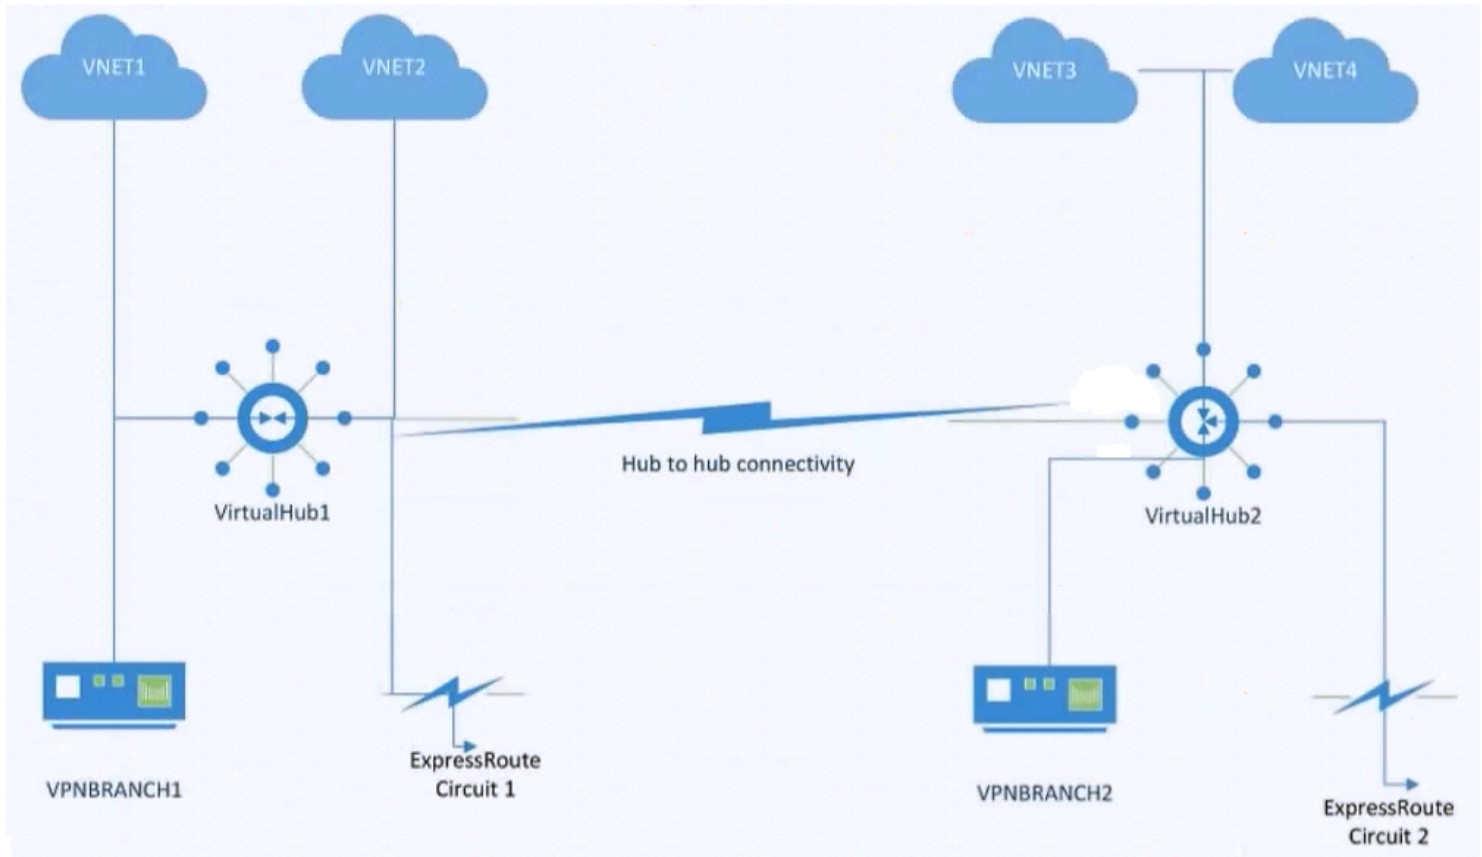 VNET1
VNET2
VNET3
VNET4
Hub to hub connectivity
VirtualHub1
VirtualHub2
VPNBRANCH1
ExpressRoute
Circuit 1
VPNBRANCH2
ExpressRoute
Circuit 2